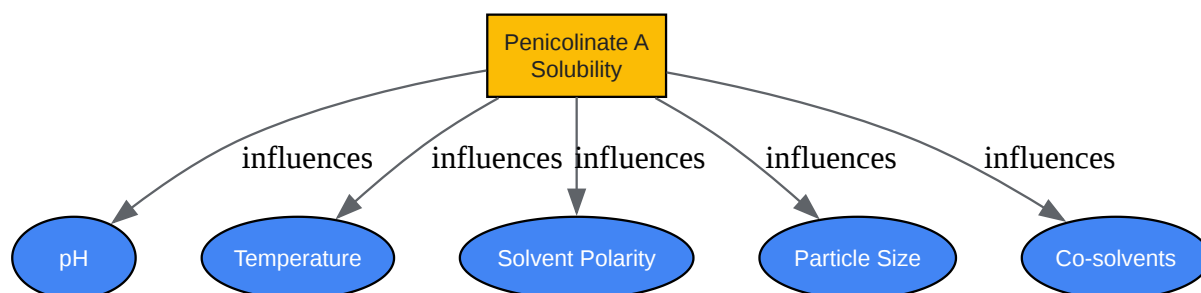 Penicolinate A
Solubility
influences influences influences influences influences
pH Temperature Solvent Polarity Particle Size Co-solvents